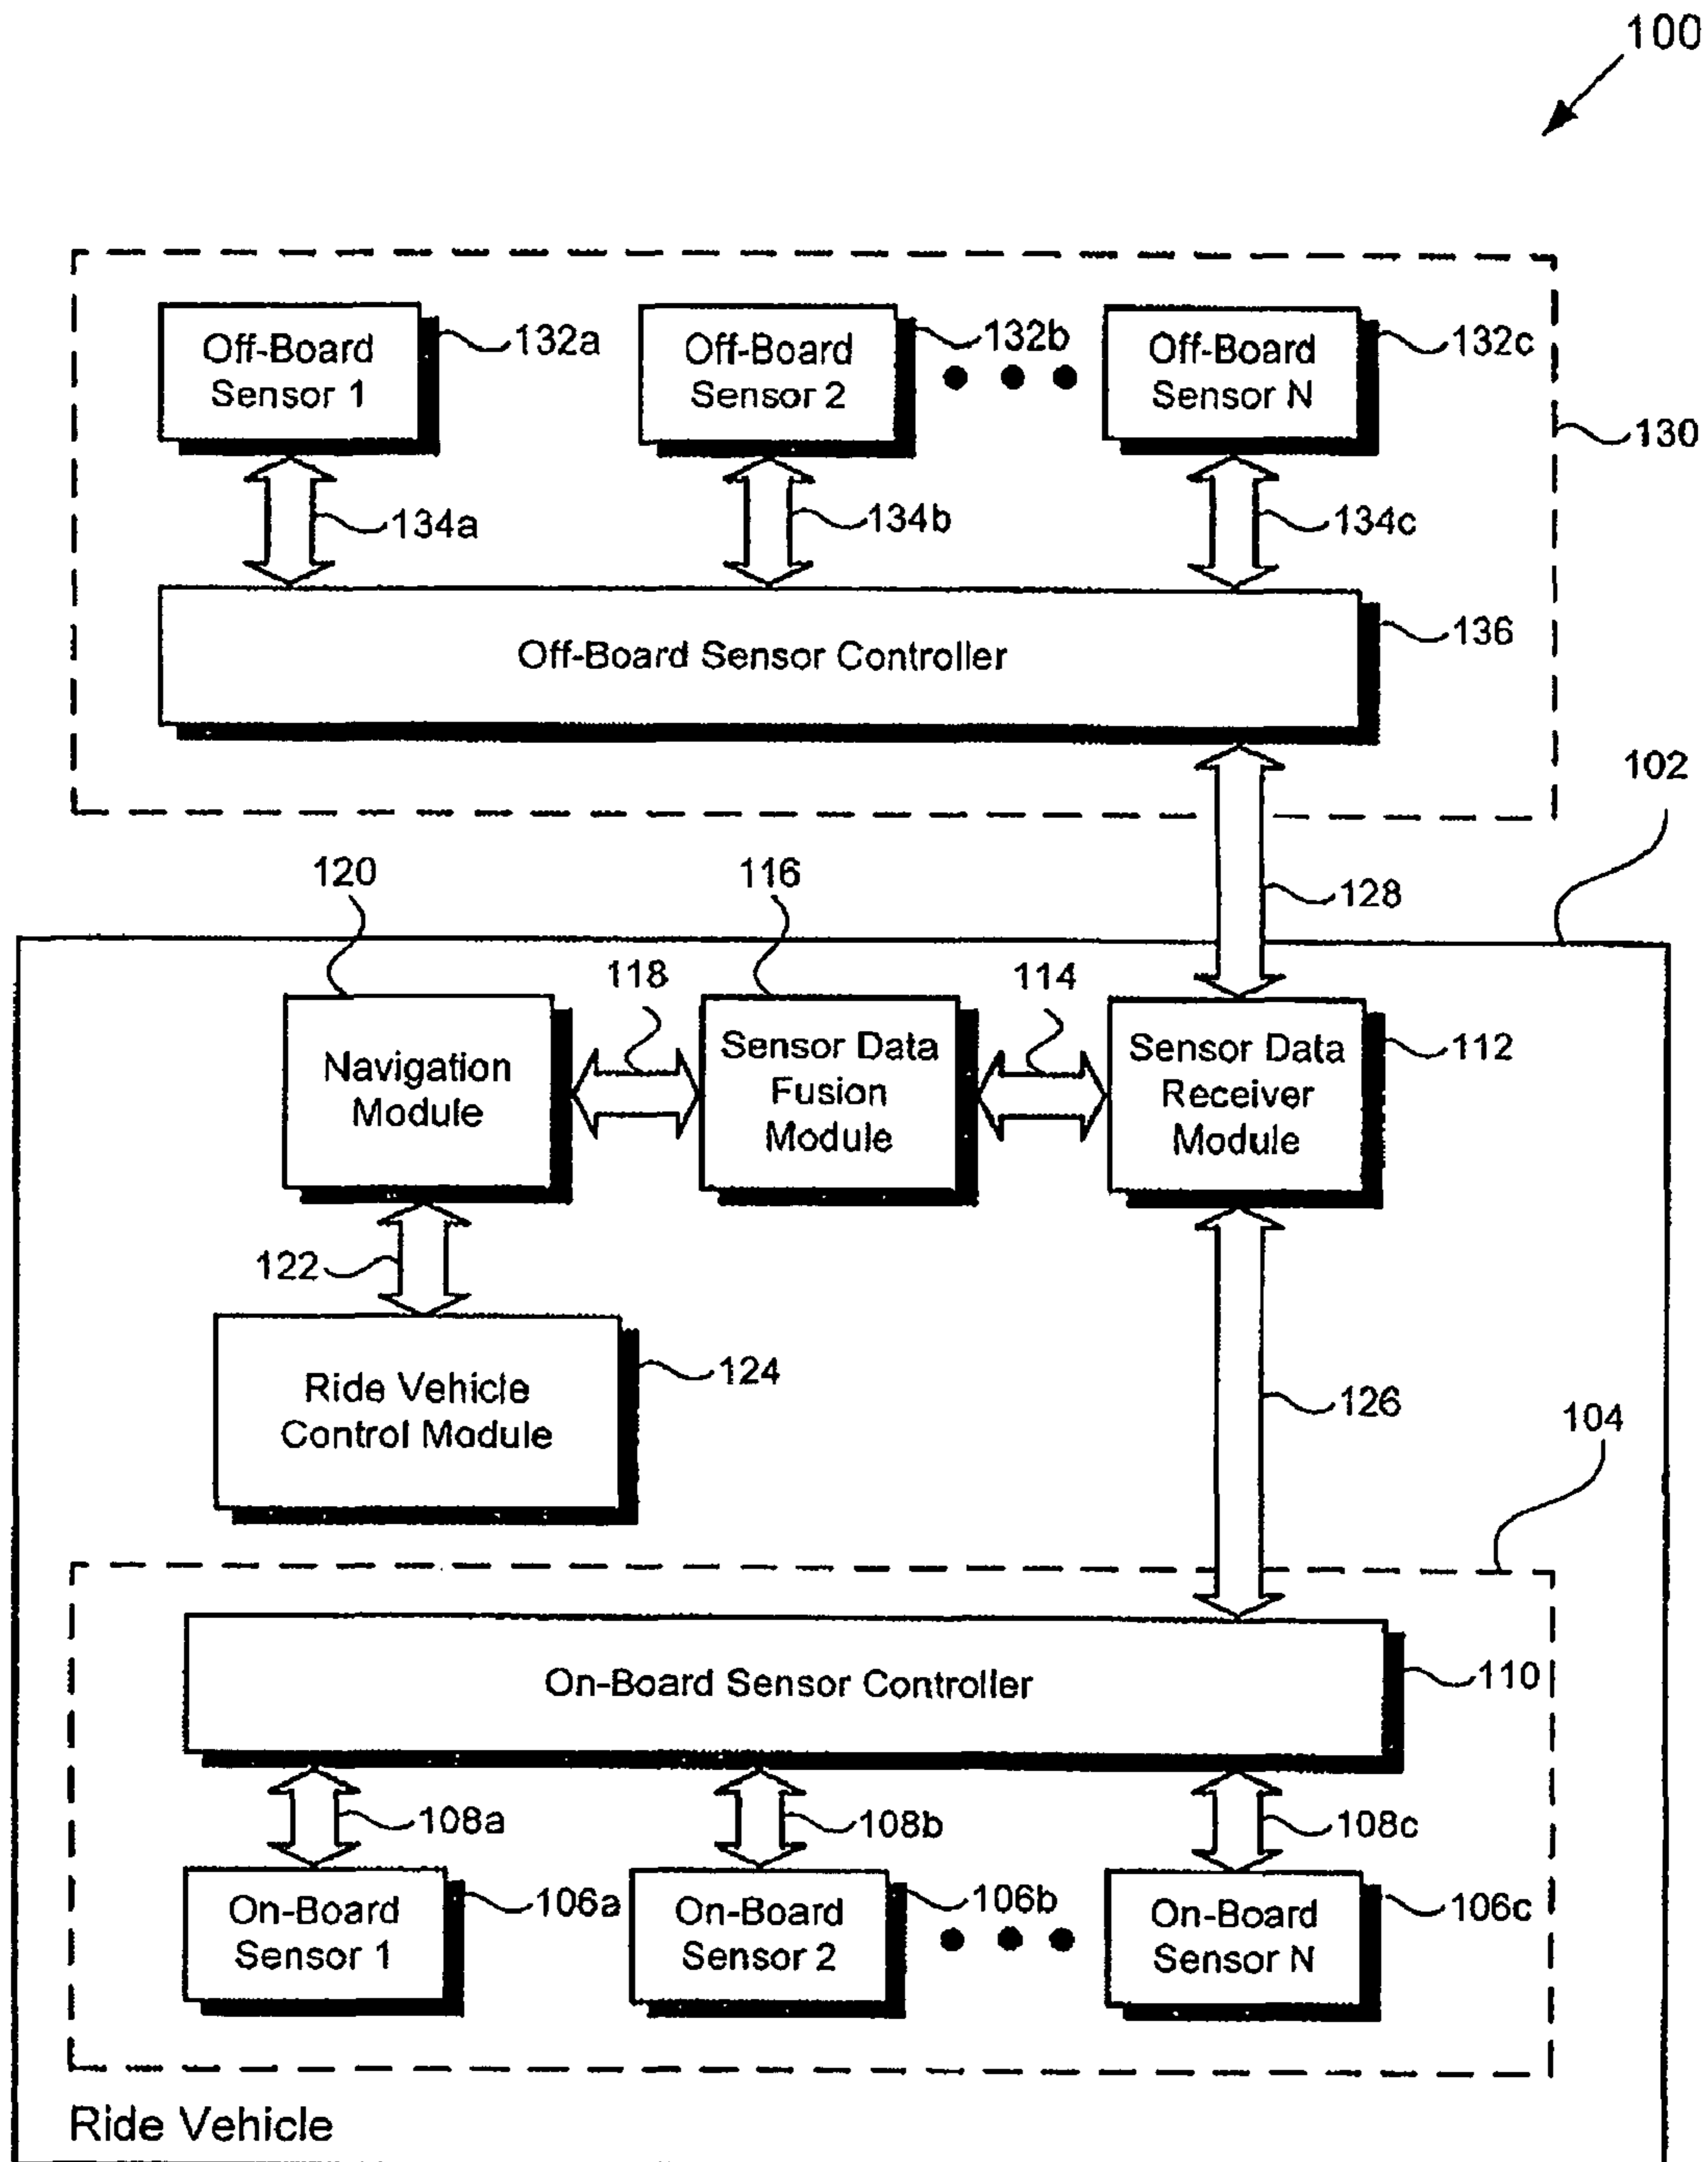 100
Off-Board
Sensor 1
132a
Off-Board
Sensor 2
132b
Off-Board
Sensor N
132c
130
134a
134b
134c
Off-Board Sensor Controller
136
102
120
116
128
118
114
Navigation
Module
Sensor Data
Fusion
Module
Sensor Data
Receiver
Module
112
122
Ride Vehicle
Control Module
124
126
104
On-Board Sensor Controller
110
108a
108b
108c
On-Board
Sensor 1
106a
On-Board
Sensor 2
106b
On-Board
Sensor N
106c
Ride Vehicle